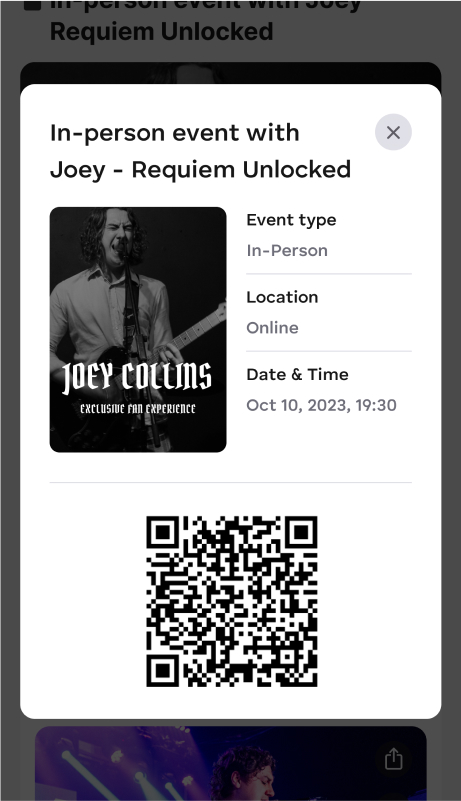 In-person event with Joey
Requiem Unlocked
In-person event with
Joey - Requiem Unlocked
Event type
In-Person
Location
Online
Date & Time
Oct 10, 2023, 19:30
JOEY COLLINS
EXCLUSIVE FAN EXPERIENCE